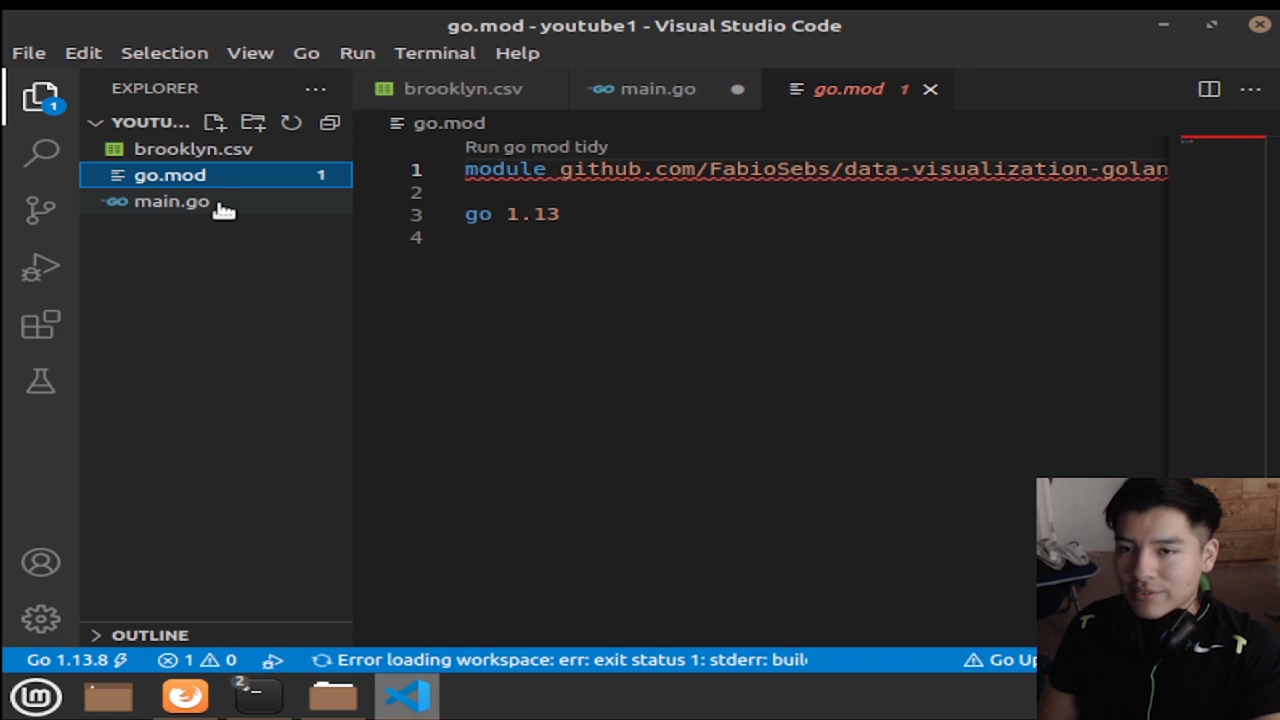 go.mod - youtube1 - Visual Studio Code
File Edit Selection View Go Run Terminal Help
EXPLORER
brooklyn.csv
main.go
go.mod 1
1
YOUTU...
brooklyn.csv
go.mod 1
main.go
go.mod
Run go mod tidy
1 module github.com/FabioSebs/data-visualization-golan
2
3 go 1.13
4
OUTLINE
Go 1.13.8 1 0 Error loading workspace: err: exit status 1: stderr: buil Go Up
2